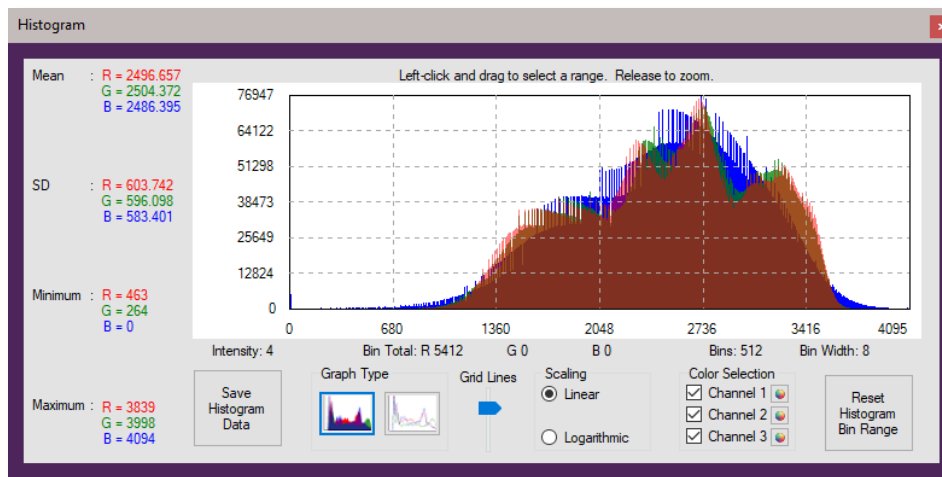 Histogram
Left-click and drag to select a range. Release to zoom.
Mean : R = 2496.657
G = 2504.372
B = 2486.395
SD : R = 603.742
G = 596.098
B = 583.401
Minimum : R = 463
G = 264
B = 0
Maximum : R = 3839
G = 3998
B = 4094
76947
64122
51298
38473
25649
12824
0
0 680 1360 2048 2736 3416 4095
Intensity: 4 Bin Total: R 5412 G 0 B 0 Bins: 512 Bin Width: 8
Save
Histogram
Data
Graph Type
Grid Lines
Scaling
Linear
Logarithmic
Color Selection
Channel 1
Channel 2
Channel 3
Reset
Histogram
Bin Range